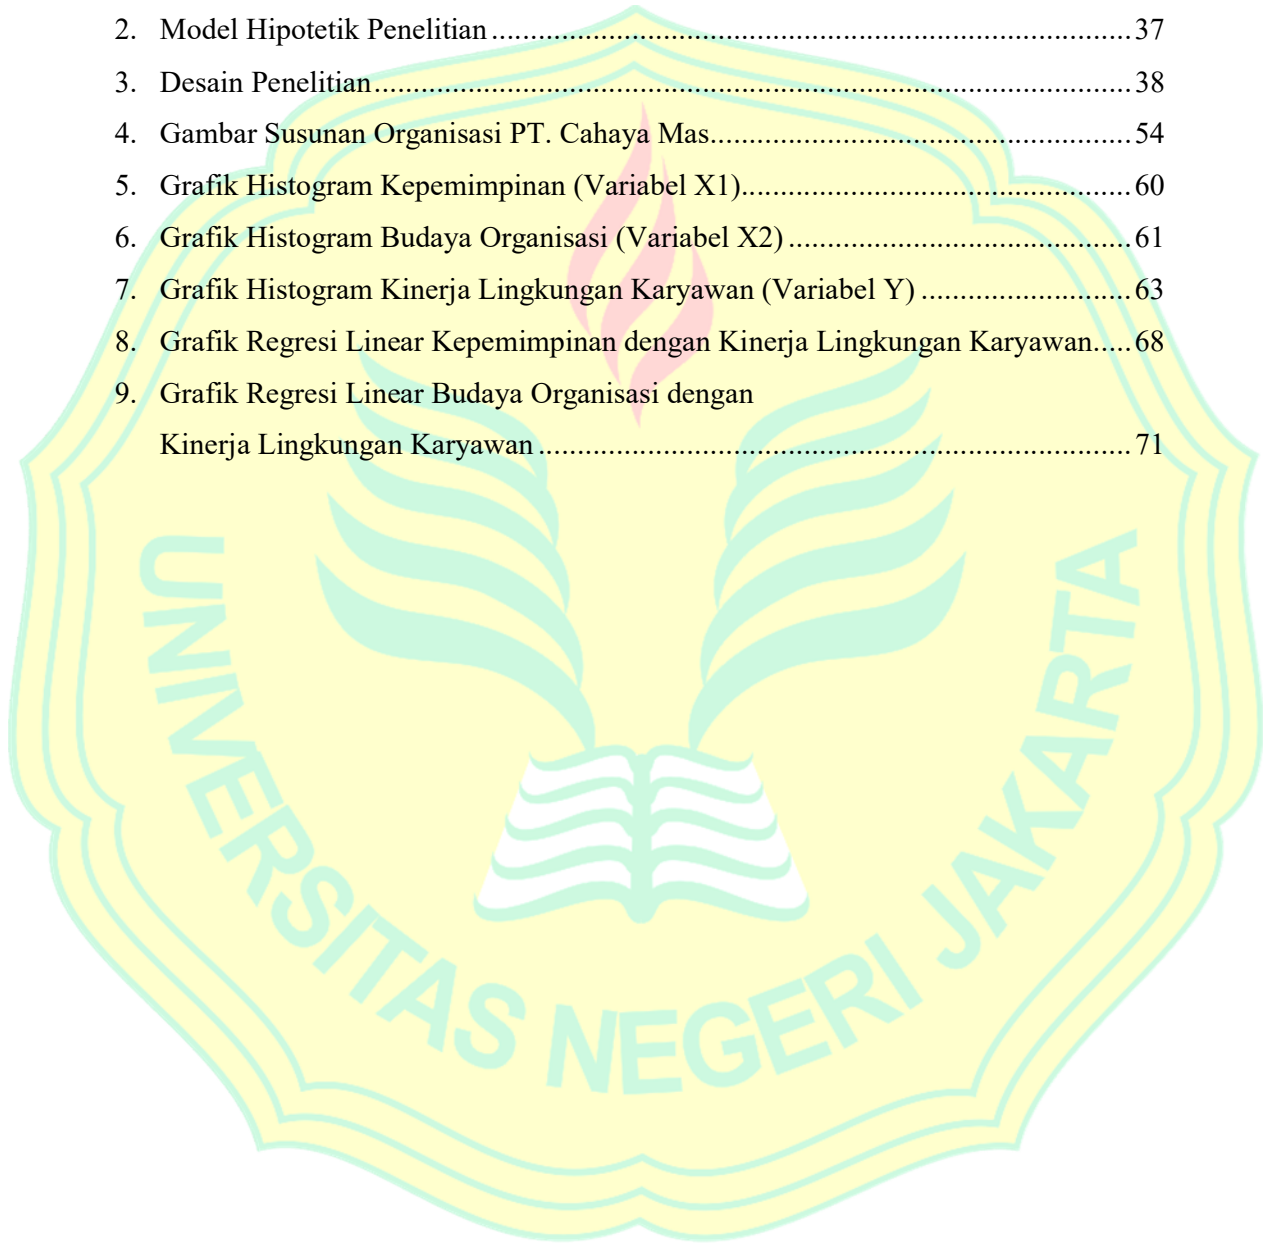 2. Model Hipotetik Penelitian ................................................................................... 37
3. Desain Penelitian.................................................................................................. 38
4. Gambar Susunan Organisasi PT. Cahaya Mas...................................................... 54
5. Grafik Histogram Kepemimpinan (Variabel X1).................................................. 60
6. Grafik Histogram Budaya Organisasi (Variabel X2) ............................................ 61
7. Grafik Histogram Kinerja Lingkungan Karyawan (Variabel Y) ........................... 63
8. Grafik Regresi Linear Kepemimpinan dengan Kinerja Lingkungan Karyawan..... 68
9. Grafik Regresi Linear Budaya Organisasi dengan
Kinerja Lingkungan Karyawan ............................................................................. 71
UNIVERSITAS NEGERI JAKARTA